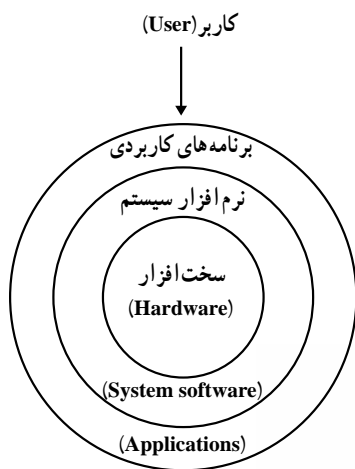 کاربر(User)
برنامه‌های کاربردی
نرم‌افزار سیستم
سخت‌افزار
(Hardware)
(System software)
(Applications)